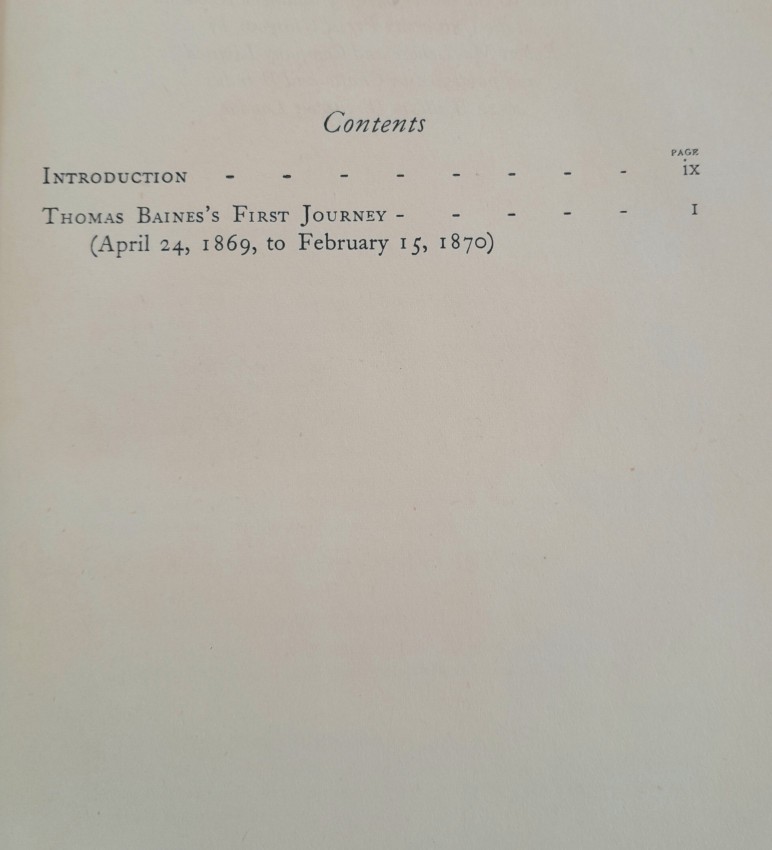 Contents
PAGE
INTRODUCTION - - - - - - - - ix
THOMAS BAINES'S FIRST JOURNEY - - - - - 1
(April 24, 1869, to February 15, 1870)